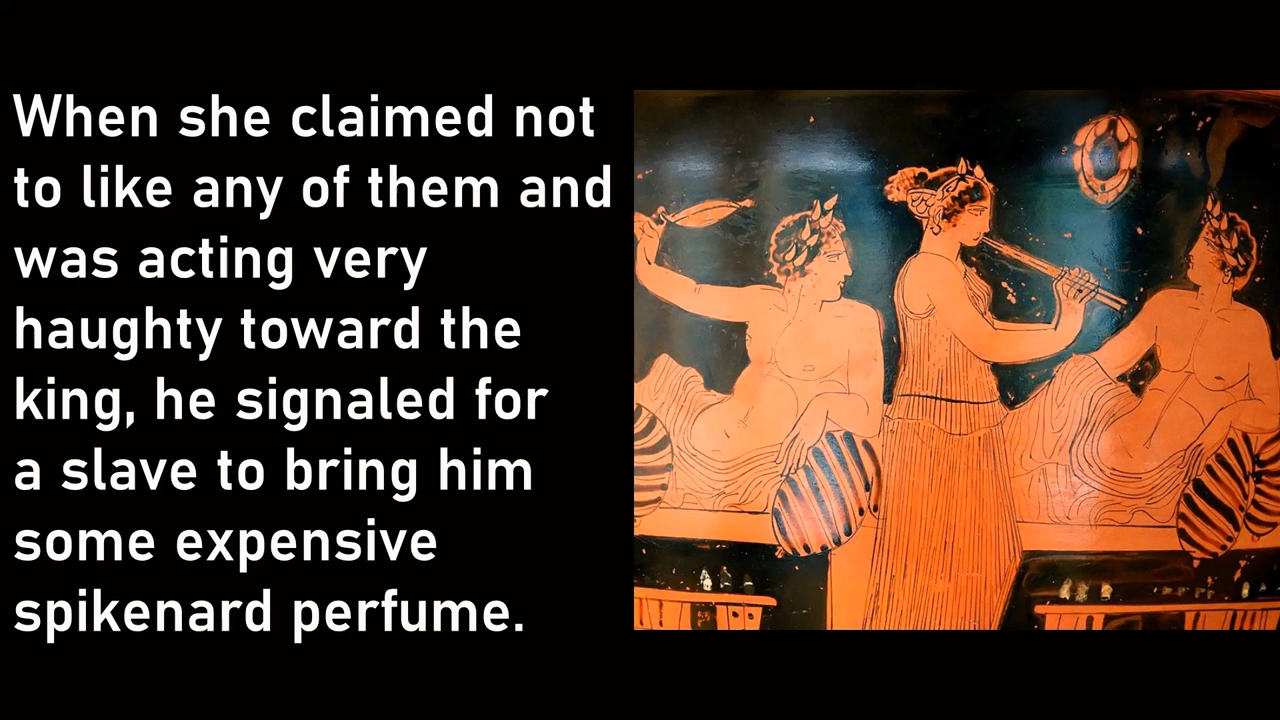 When she claimed not
to like any of them and
was acting very
haughty toward the
king, he signaled for
a slave to bring him
some expensive
spikenard perfume.